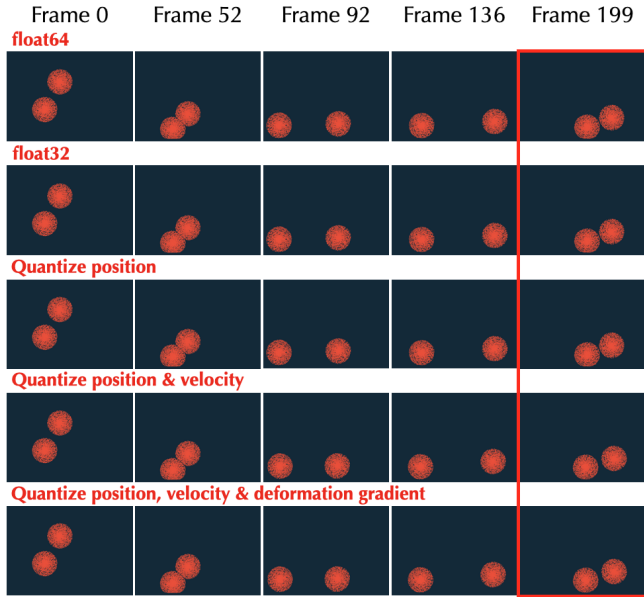 Frame 0 Frame 52 Frame 92 Frame 136 Frame 199
float64
float32
Quantize position
Quantize position & velocity
Quantize position, velocity & deformation gradient